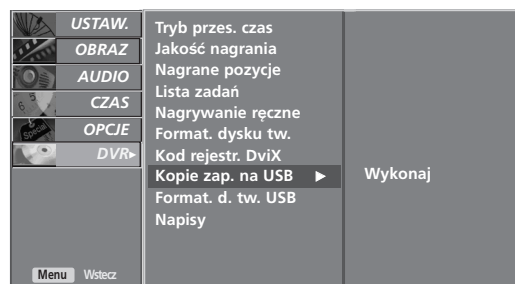 USTAW.
OBRAZ
AUDIO
CZAS
OPCJE
DVR
Tryb przes. czas
Jakość nagrania
Nagrane pozycje
Lista zadań
Nagrywanie ręczne
Format. dysku tw.
Kod rejestr. DviX
Kopie zap. na USB ► Wykonaj
Format. d. tw. USB
Napisy
Menu Wstecz